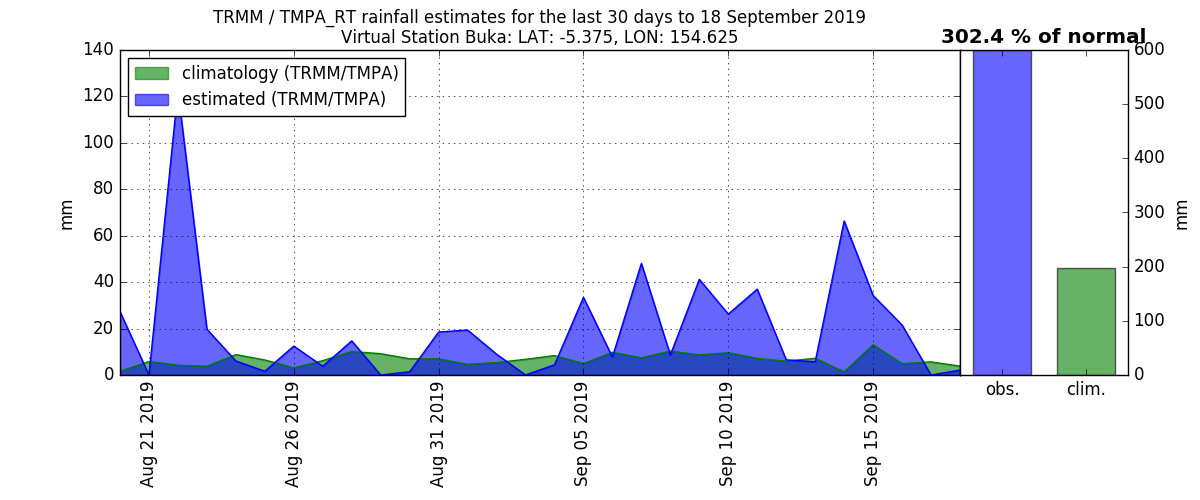 TRMM / TMPA_RT rainfall estimates for the last 30 days to 18 September 2019
Virtual Station Buka: LAT: -5.375, LON: 154.625
302.4 % of normal
climatology (TRMM/TMPA)
estimated (TRMM/TMPA)
140
120
100
80
60
40
20
0
mm
Aug 21 2019
Aug 26 2019
Aug 31 2019
Sep 05 2019
Sep 10 2019
Sep 15 2019
600
500
400
300
200
100
0
mm
obs.
clim.